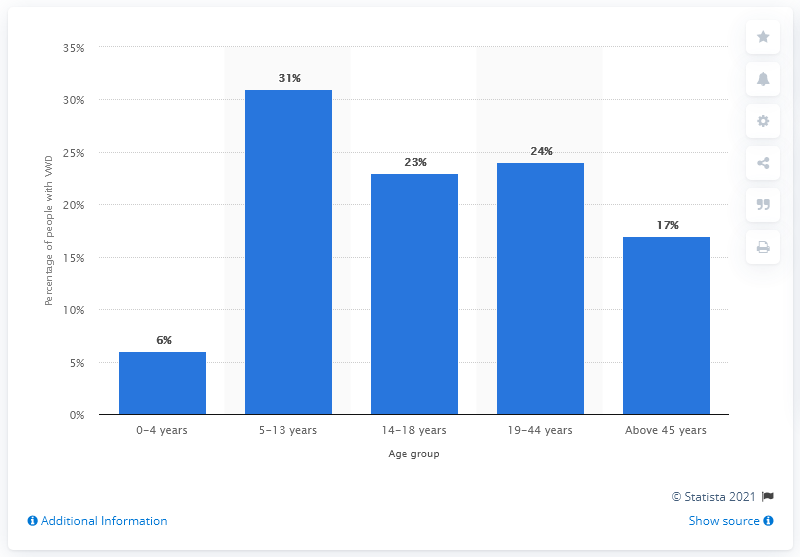 35%
30%
25%
20%
15%
10%
5%
0%
Percentage of people with VWD
6%
31%
23%
24%
17%
0–4 years
5–13 years
14–18 years
19–44 years
Above 45 years
Age group
© Statista 2021
Additional Information
Show source